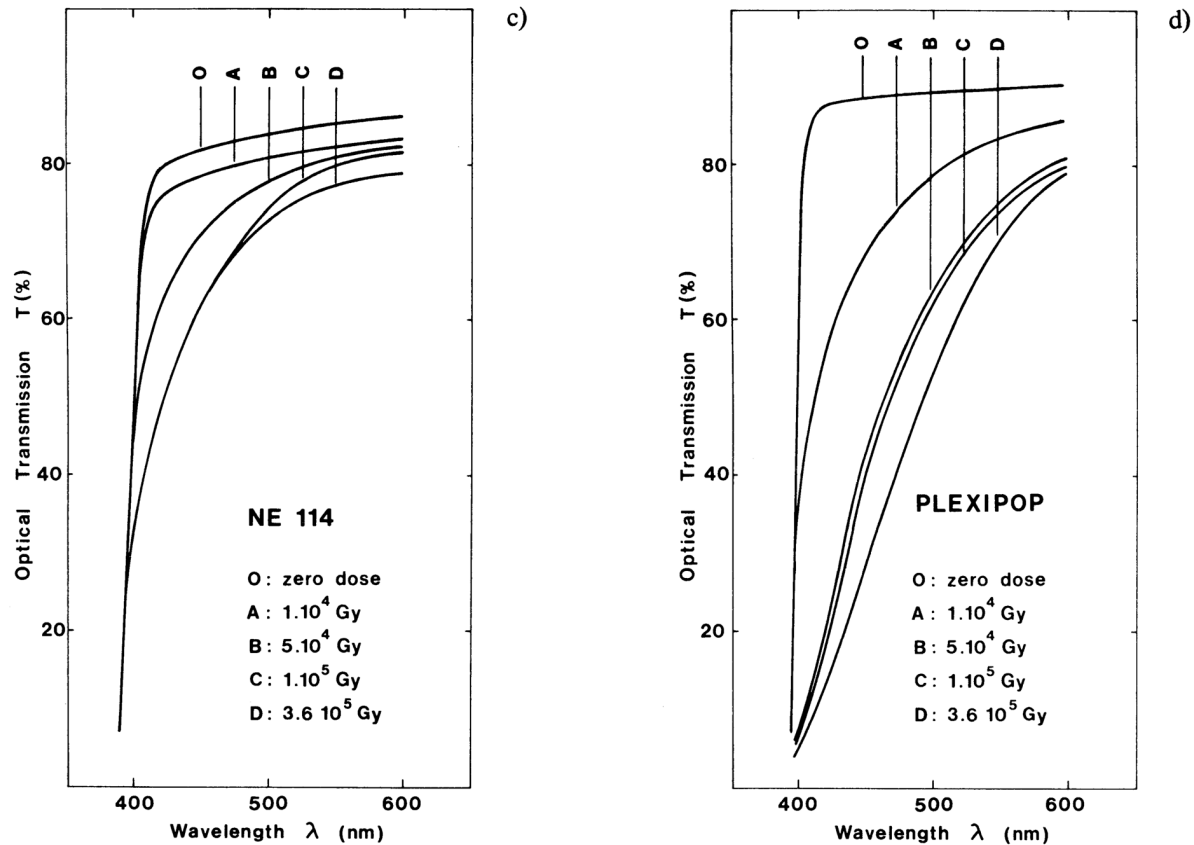 c)
O A B C D
Optical Transmission T (%)
80
60
40
20
NE 114
O: zero dose
A: 1.10⁴ Gy
B: 5.10⁴ Gy
C: 1.10⁵ Gy
D: 3.6 10⁵ Gy
400 500 600
Wavelength λ (nm)
d)
O A B C D
Optical Transmission T (%)
80
60
40
20
PLEXIPOP
O: zero dose
A: 1.10⁴ Gy
B: 5.10⁴ Gy
C: 1.10⁵ Gy
D: 3.6 10⁵ Gy
400 500 600
Wavelength λ (nm)